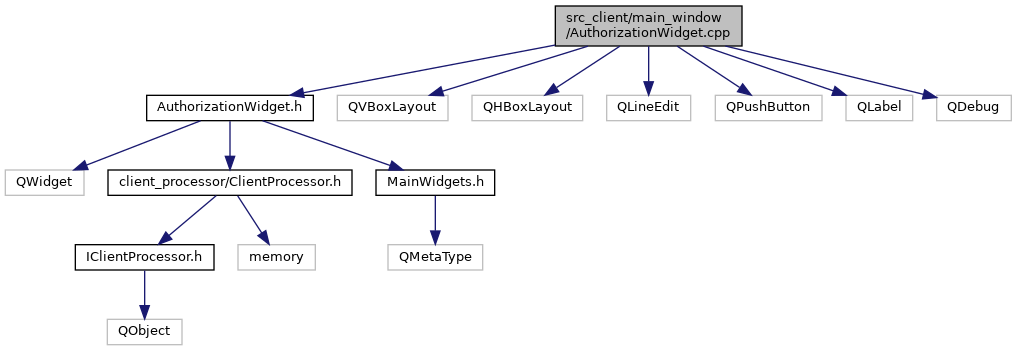 src_client/main_window
/AuthorizationWidget.cpp
AuthorizationWidget.h
QVBoxLayout
QHBoxLayout
QLineEdit
QPushButton
QLabel
QDebug
QWidget
client_processor/ClientProcessor.h
MainWidgets.h
IClientProcessor.h
memory
QMetaType
QObject